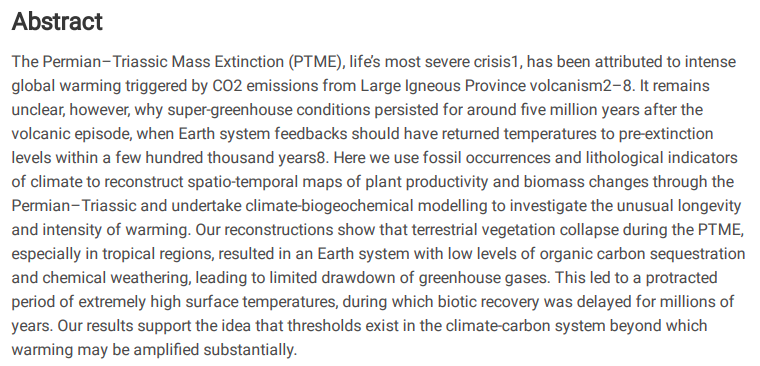 Abstract
The Permian–Triassic Mass Extinction (PTME), life's most severe crisis1, has been attributed to intense
global warming triggered by CO2 emissions from Large Igneous Province volcanism2–8. It remains
unclear, however, why super-greenhouse conditions persisted for around five million years after the
volcanic episode, when Earth system feedbacks should have returned temperatures to pre-extinction
levels within a few hundred thousand years8. Here we use fossil occurrences and lithological indicators
of climate to reconstruct spatio-temporal maps of plant productivity and biomass changes through the
Permian–Triassic and undertake climate-biogeochemical modelling to investigate the unusual longevity
and intensity of warming. Our reconstructions show that terrestrial vegetation collapse during the PTME,
especially in tropical regions, resulted in an Earth system with low levels of organic carbon sequestration
and chemical weathering, leading to limited drawdown of greenhouse gases. This led to a protracted
period of extremely high surface temperatures, during which biotic recovery was delayed for millions of
years. Our results support the idea that thresholds exist in the climate-carbon system beyond which
warming may be amplified substantially.